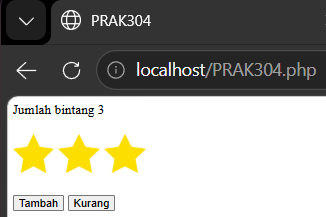 PRAK304
localhost/PRAK304.php
Jumlah bintang 3
Tambah Kurang